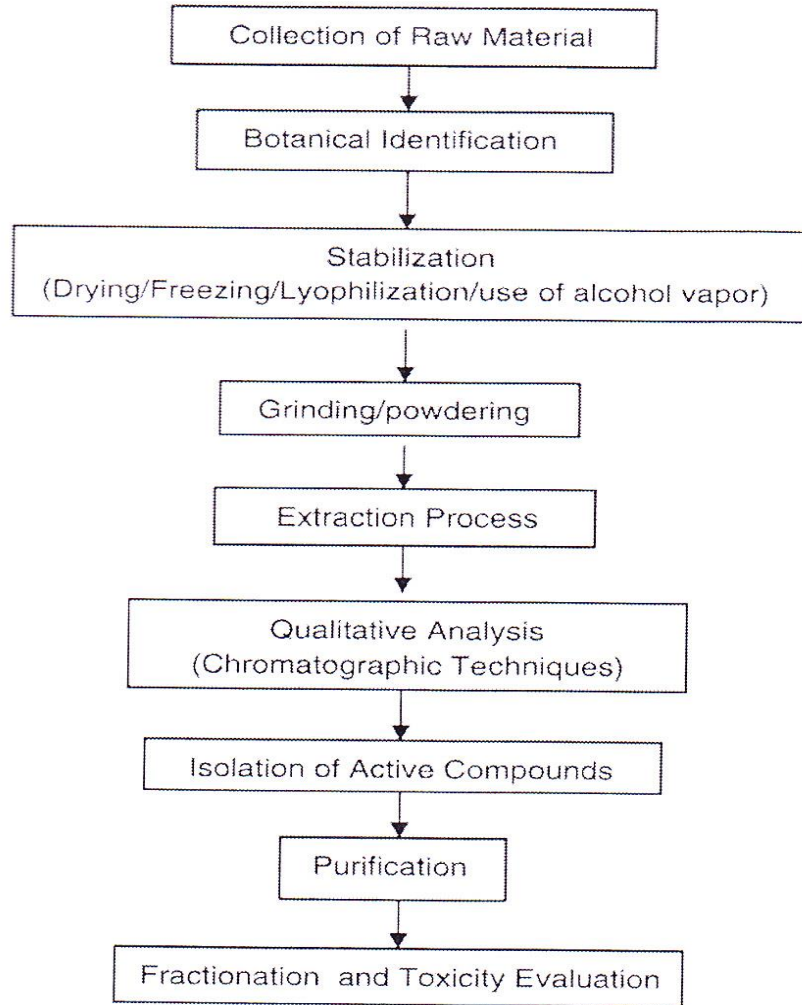 Collection of Raw Material
Botanical Identification
Stabilization
(Drying/Freezing/Lyophilization/use of alcohol vapor)
Grinding/powdering
Extraction Process
Qualitative Analysis
(Chromatographic Techniques)
Isolation of Active Compounds
Purification
Fractionation and Toxicity Evaluation